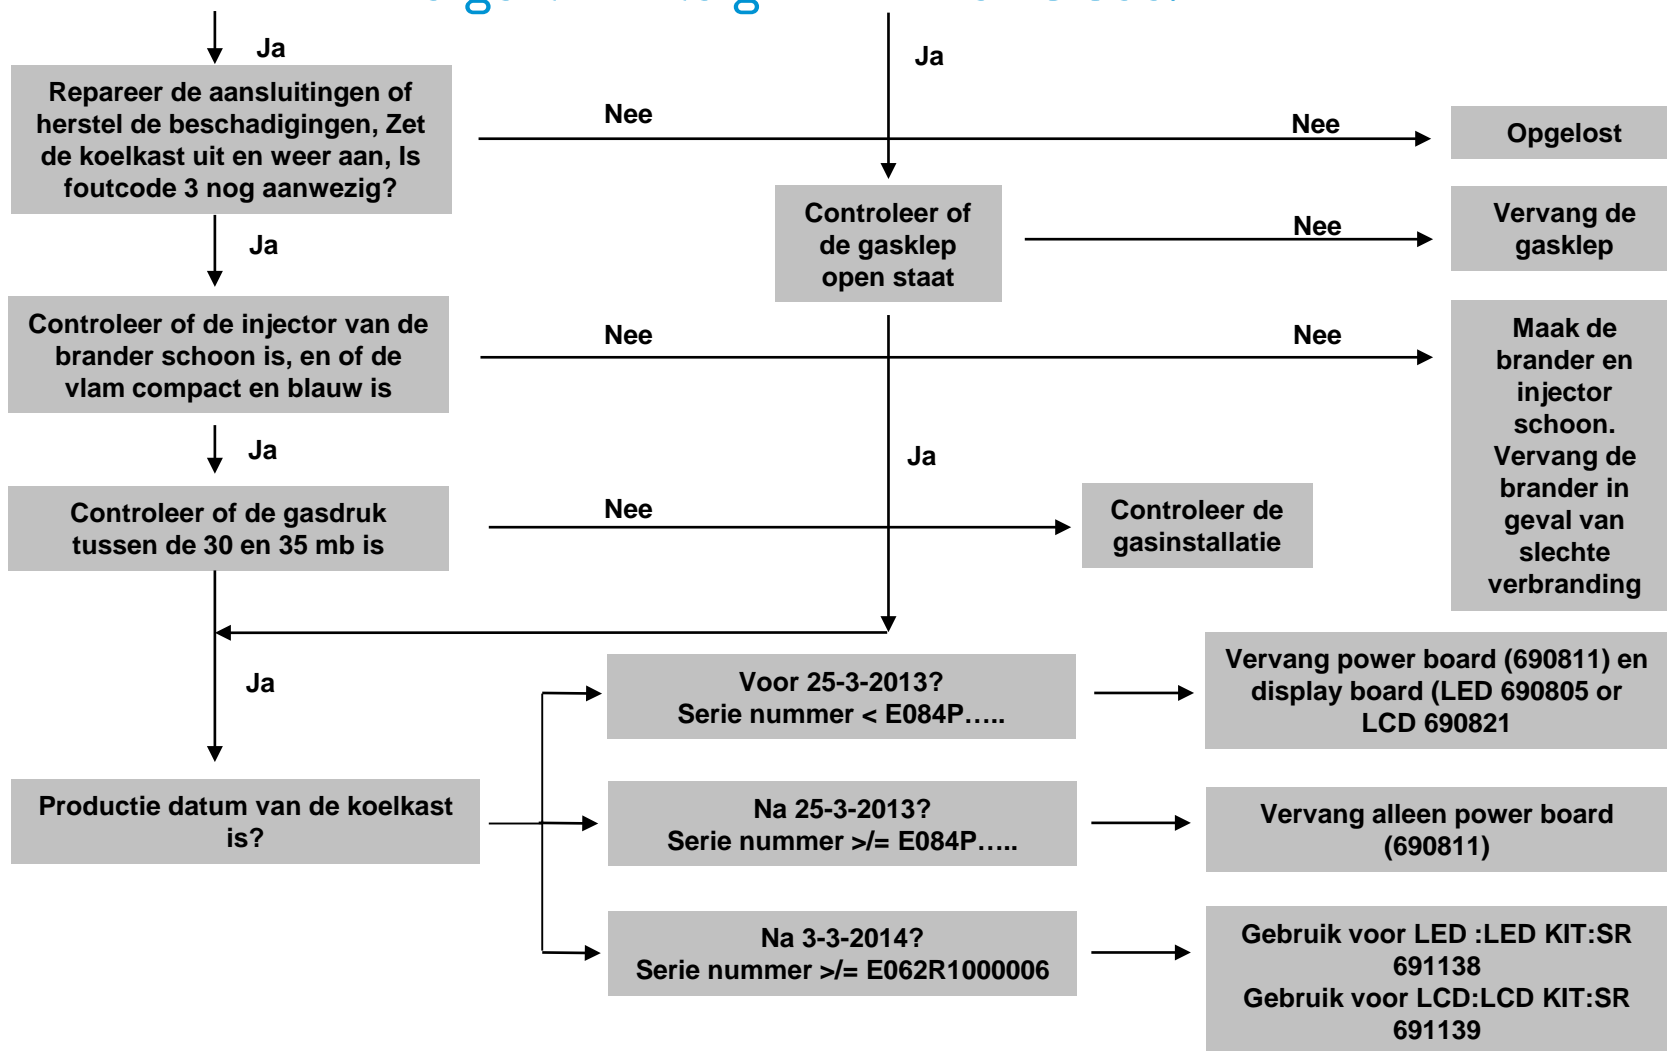 Ja
Ja
Repareer de aansluitingen of
herstel de beschadigingen, Zet
de koelkast uit en weer aan, Is
foutcode 3 nog aanwezig?
Nee
Nee
Opgelost
Ja
Controleer of
de gasklep
open staat
Nee
Vervang de
gasklep
Controleer of de injector van de
brander schoon is, en of de
vlam compact en blauw is
Nee
Nee
Maak de
brander en
injector
schoon.
Vervang de
brander in
geval van
slechte
verbranding
Ja
Ja
Controleer of de gasdruk
tussen de 30 en 35 mb is
Nee
Controleer de
gasinstallatie
Ja
Productie datum van de koelkast
is?
Voor 25-3-2013?
Serie nummer < E084P…..
Vervang power board (690811) en
display board (LED 690805 or
LCD 690821
Na 25-3-2013?
Serie nummer >/= E084P…..
Vervang alleen power board
(690811)
Na 3-3-2014?
Serie nummer >/= E062R1000006
Gebruik voor LED :LED KIT:SR
691138
Gebruik voor LCD:LCD KIT:SR
691139